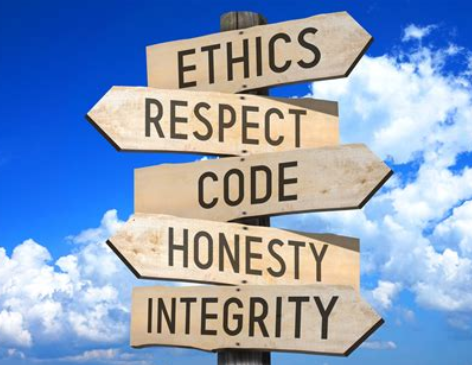 ETHICS
RESPECT
CODE
HONESTY
INTEGRITY